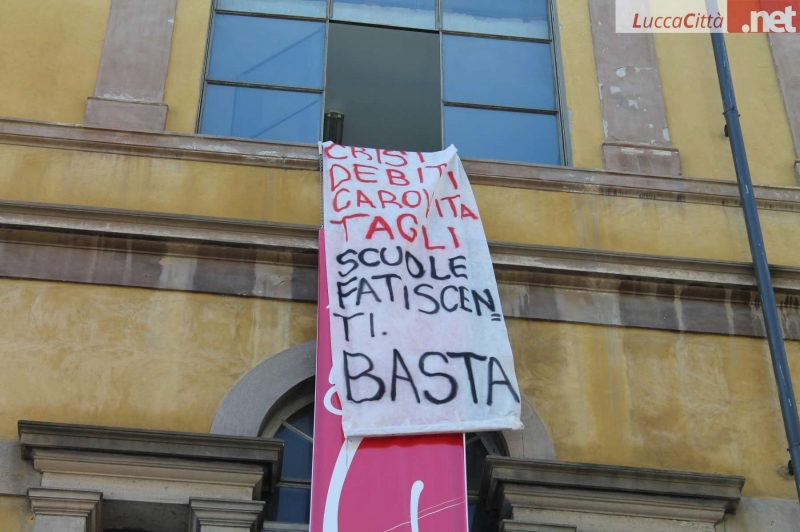 LuccaCittà.net
CRISI
DEBITI
CAROVITA
TAGLI
SCUOLE
FATISCEN=
TI.
BASTA